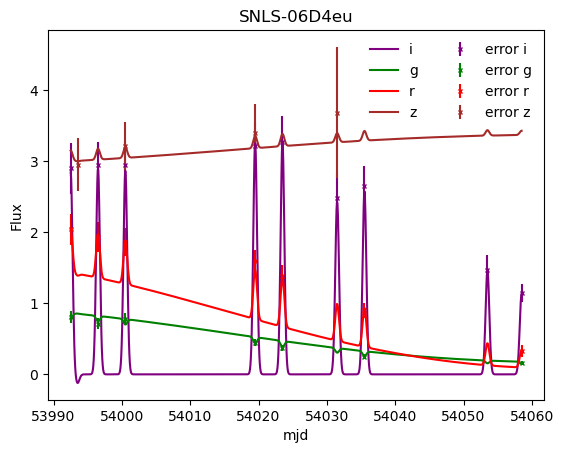 SNLS-06D4eu
i error i
g error g
r error r
z error z
4
3
2
1
0
Flux
53990 54000 54010 54020 54030 54040 54050 54060
mjd